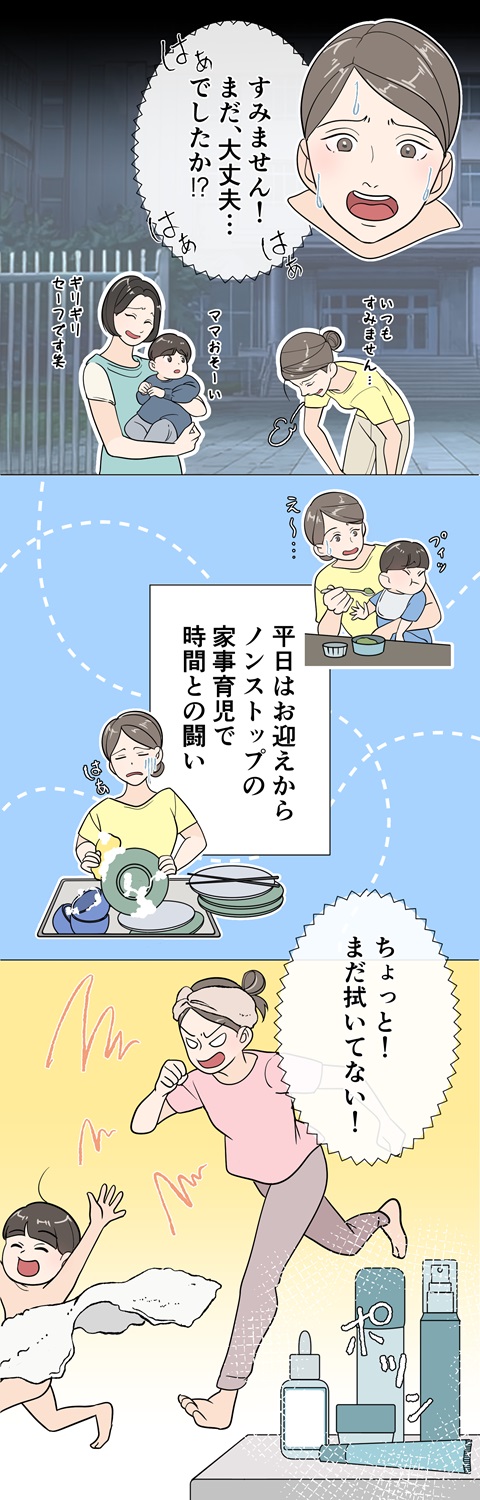 はぁ
すみません！
まだ、大丈夫…
でしたか!?
はぁ
はぁ
いつも
すみません…
ママおそーい
ギリギリ
セーフです笑
え〜…
プイッ
平日はお迎えから
ノンストップの
家事育児で
時間との闘い
はぁ
ちょっと！
まだ拭いてない！
ポツン